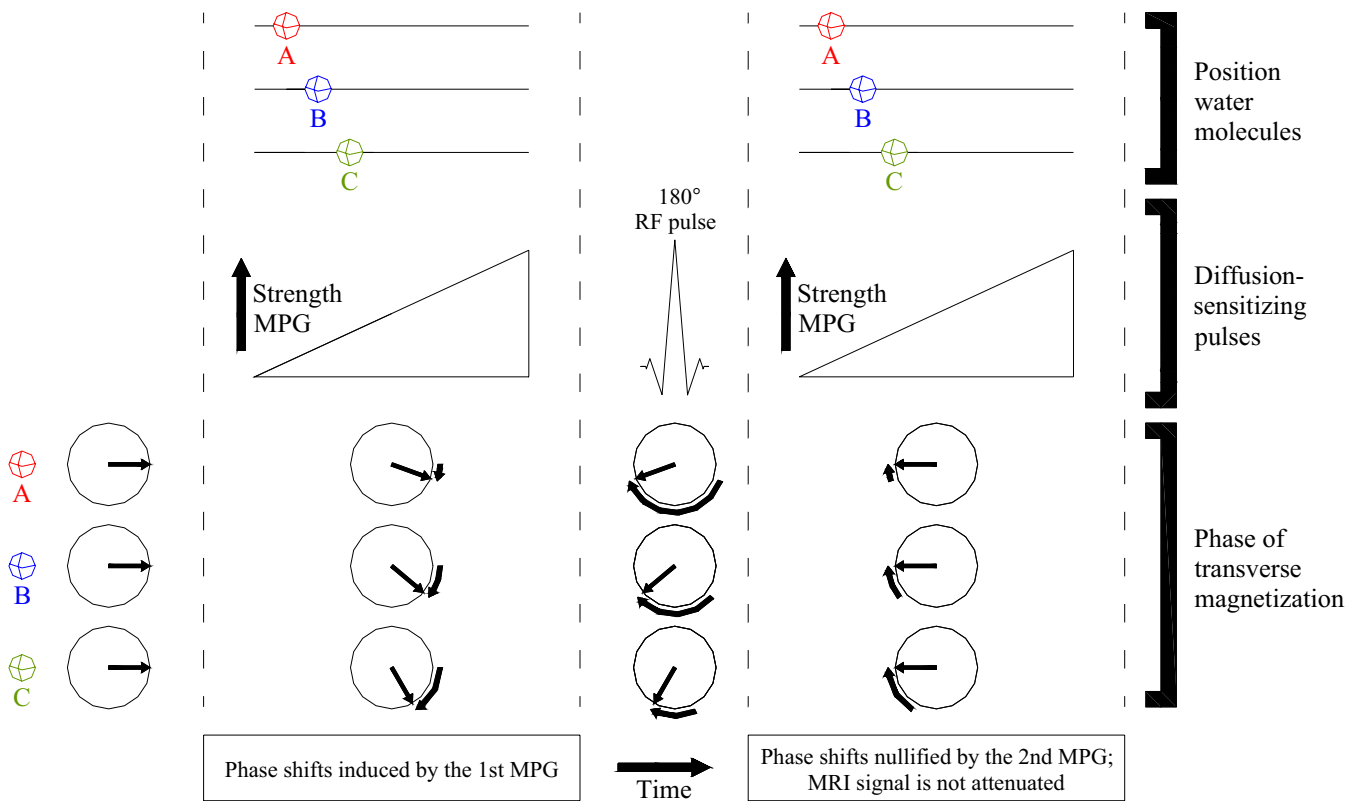 A
B
C
A
B
C
Position
water
molecules
180°
RF pulse
Strength
MPG
Strength
MPG
Diffusion-
sensitizing
pulses
A
B
C
Phase of
transverse
magnetization
Phase shifts induced by the 1st MPG
Time
Phase shifts nullified by the 2nd MPG;
MRI signal is not attenuated